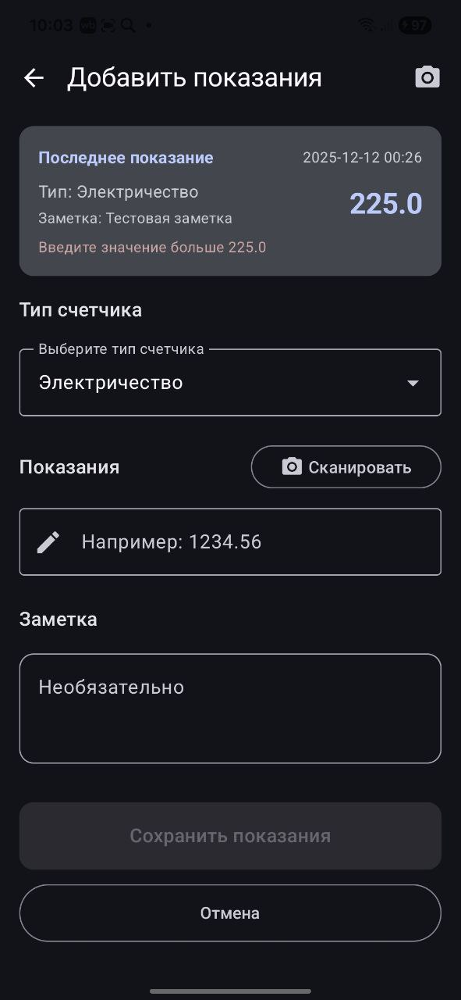 10:03 wb
97
Добавить показания
Последнее показание 2025-12-12 00:26
Тип: Электричество
225.0
Заметка: Тестовая заметка
Введите значение больше 225.0
Тип счетчика
Выберите тип счетчика
Электричество
Показания
Сканировать
Например: 1234.56
Заметка
Необязательно
Сохранить показания
Отмена